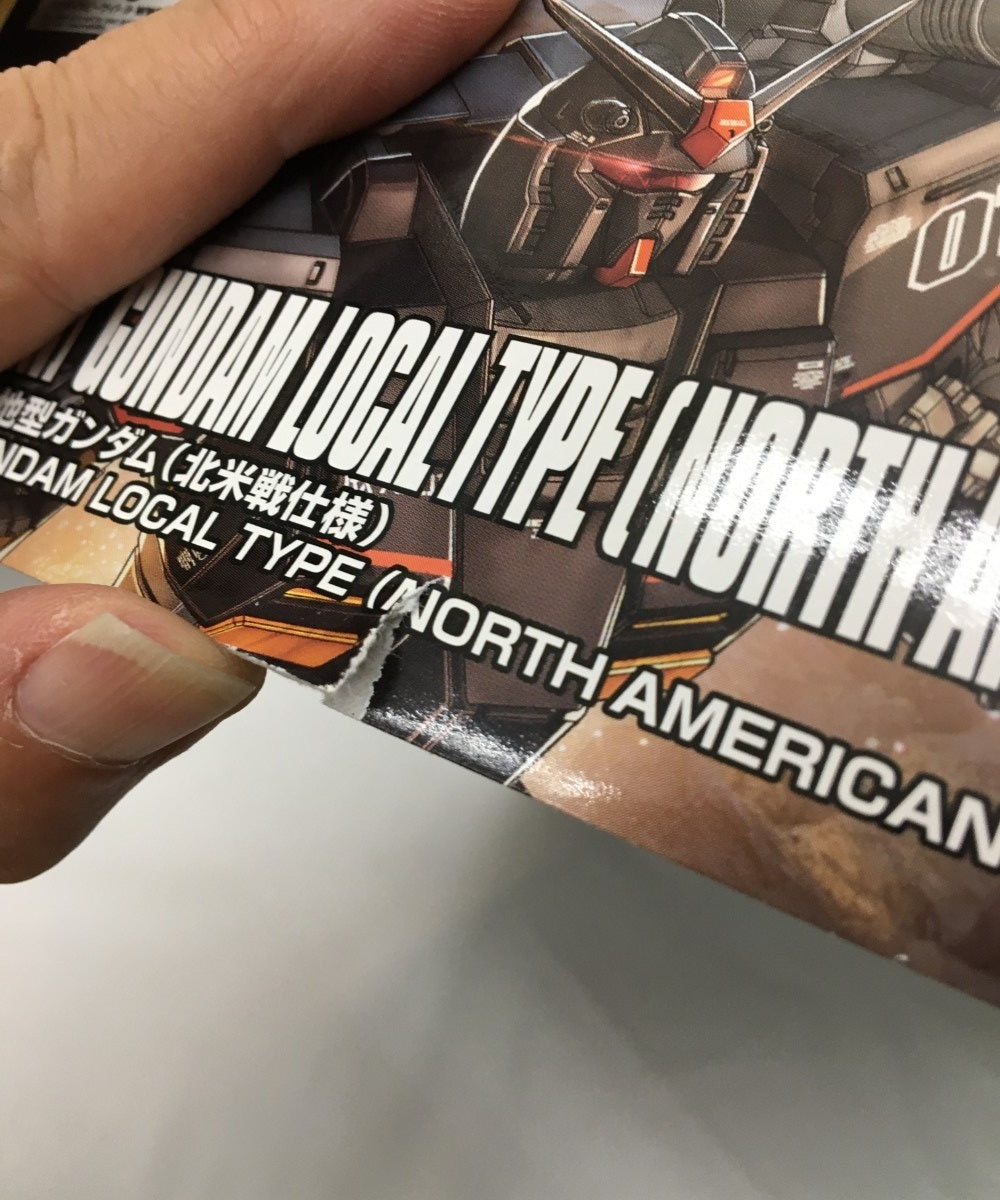 GUNDAM LOCAL TYPE (NORTH
地型ガンダム(北米戦仕様)
NDAM LOCAL TYPE (NORTH AMERICAN